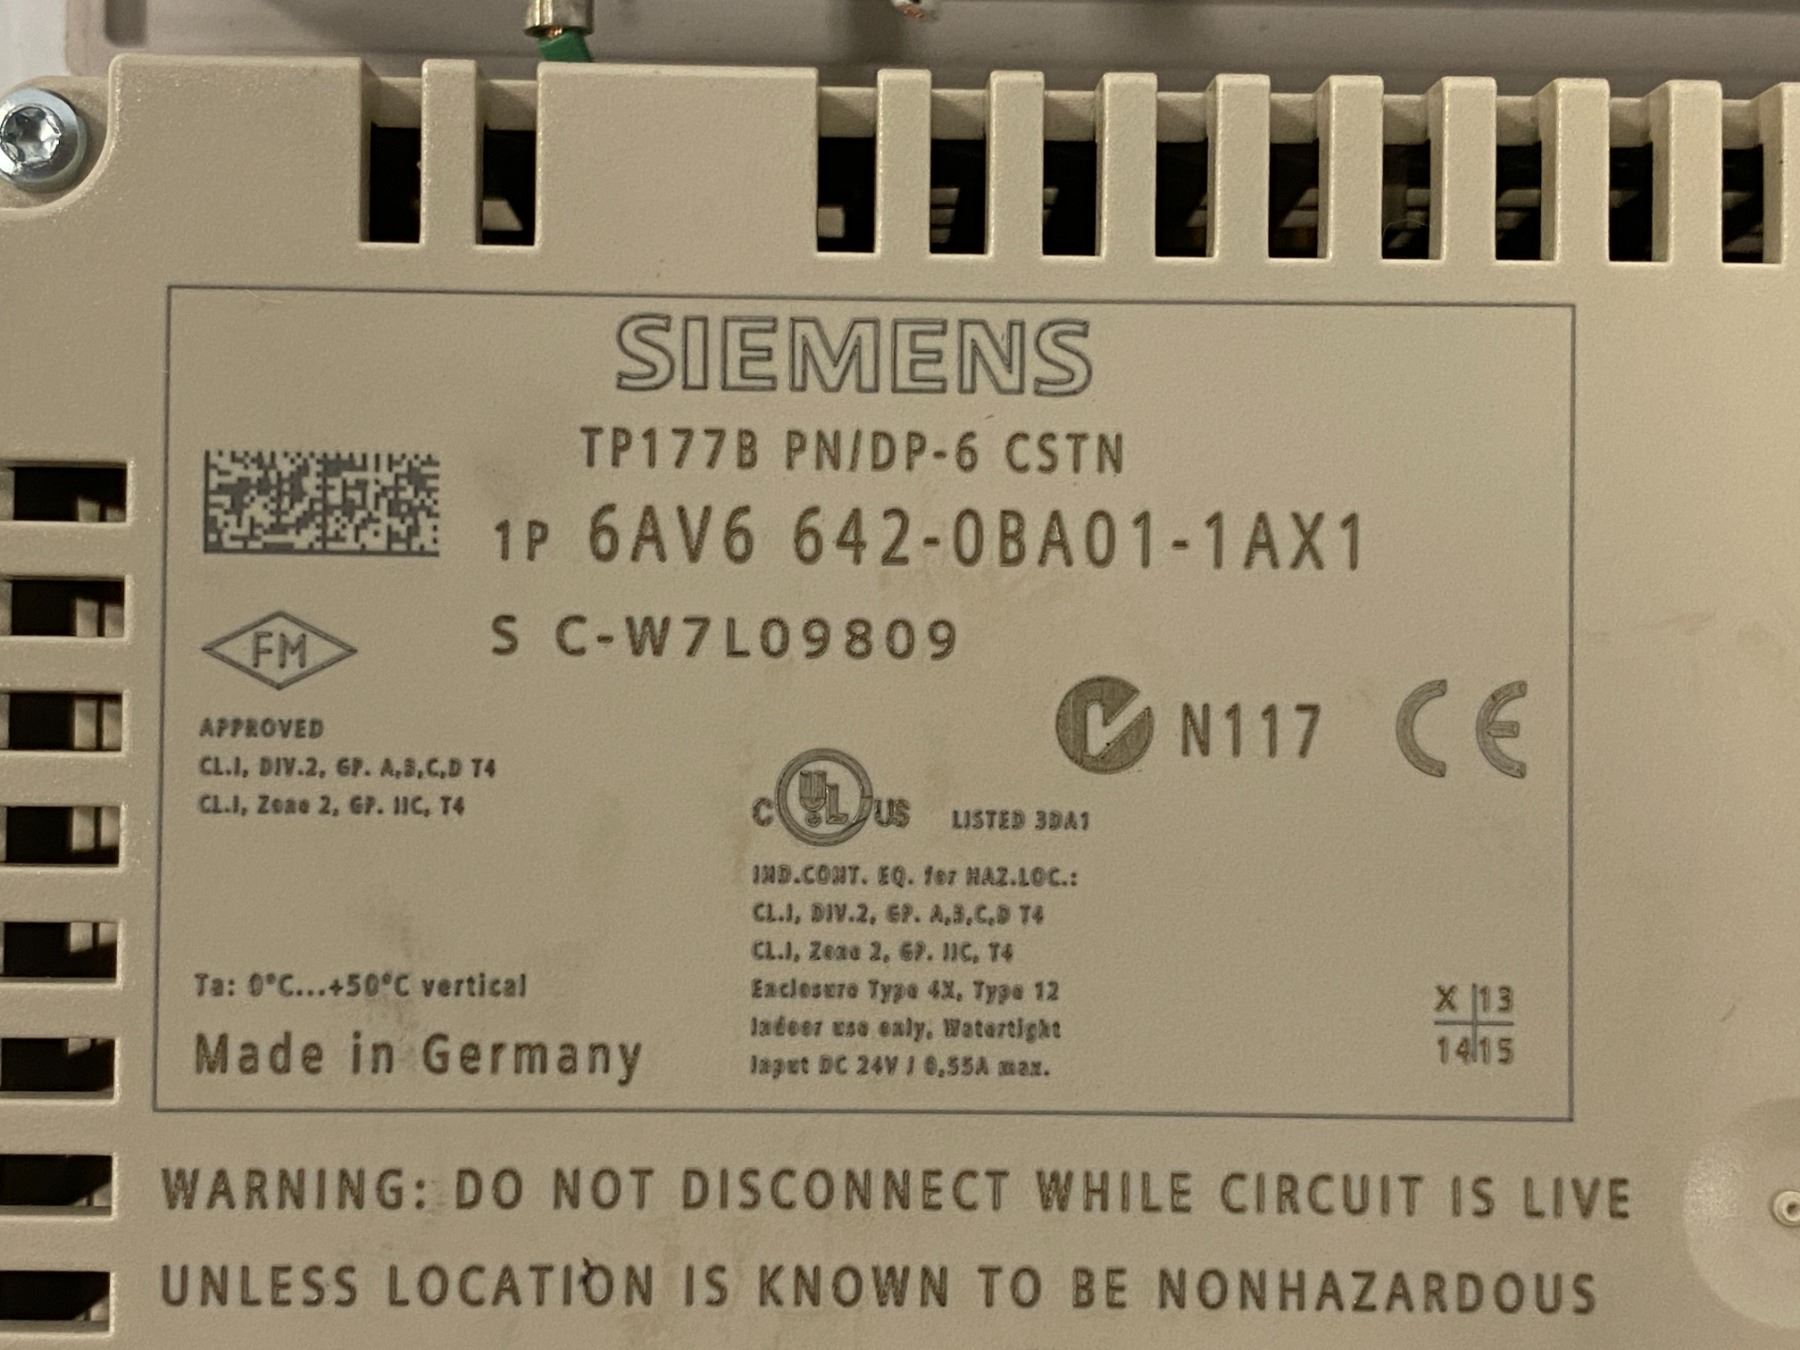 SIEMENS
TP177B PN/DP-6 CSTN
1P 6AV6 642-0BA01-1AX1
S C-W7L09809
FM
APPROVED
CL.I, DIV.2, GP. A,B,C,D T4
CL.I, Zone 2, GP. IIC, T4
N117 CE
C UL US LISTED 3DA1
IND.CONT. EQ. for HAZ.LOC.:
CL.I, DIV.2, GP. A,B,C,D T4
CL.I, Zone 2, GP. IIC, T4
Enclosure Type 4X, Type 12
Indoor use only, Watertight
Input DC 24V / 0,55A max.
Ta: 0°C...+50°C vertical
Made in Germany
X 13
14 15
WARNING: DO NOT DISCONNECT WHILE CIRCUIT IS LIVE
UNLESS LOCATION IS KNOWN TO BE NONHAZARDOUS